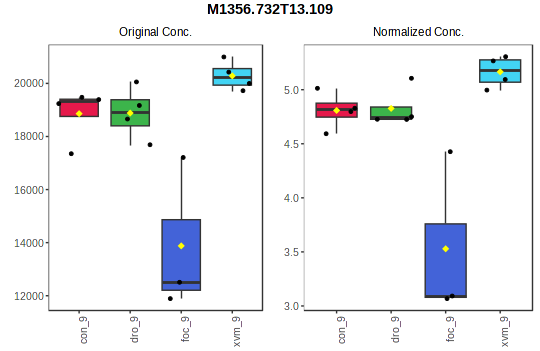 M1356.732T13.109
Original Conc.
Normalized Conc.
20000
18000
16000
14000
12000
5.0
4.5
4.0
3.5
3.0
con_9
dro_9
foc_9
xvm_9
con_9
dro_9
foc_9
xvm_9